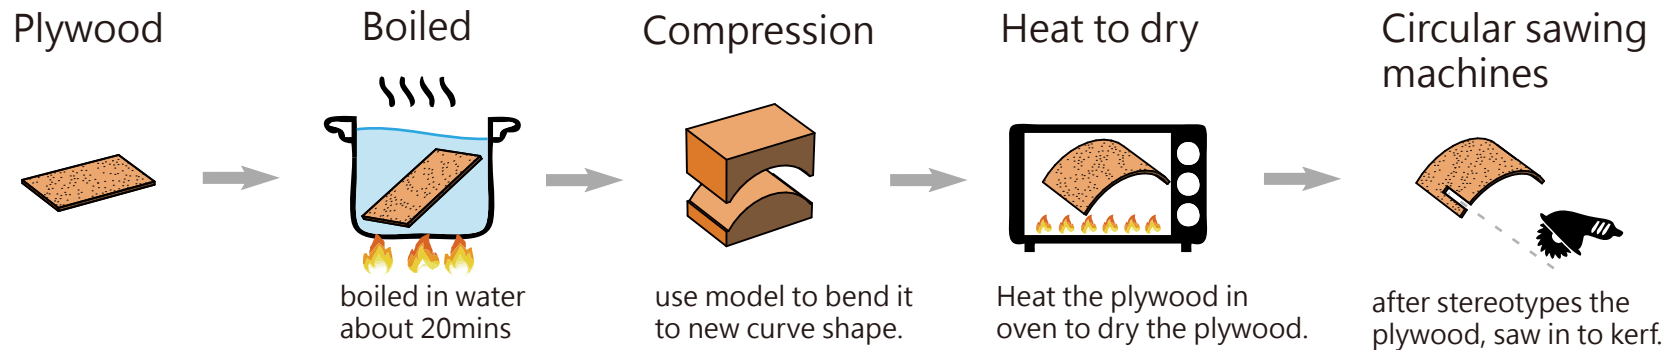 Plywood
Boiled
Compression
Heat to dry
Circular sawing
machines
boiled in water
about 20mins
use model to bend it
to new curve shape.
Heat the plywood in
oven to dry the plywood.
after stereotypes the
plywood, saw in to kerf.